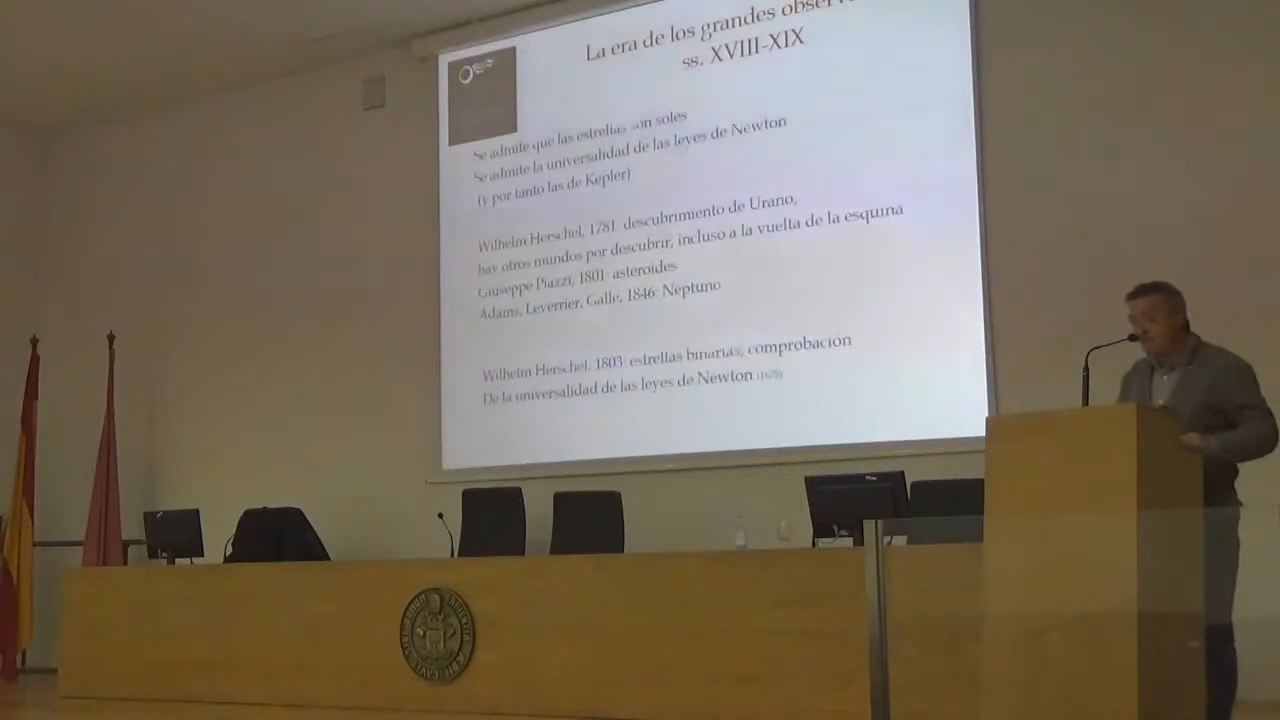 La era de los grandes
ss. XVIII-XIX
Se admite que las estrellas son soles
Se admite la universalidad de las leyes de Newton
(y por tanto las de Kepler)
Wilhelm Herschel, 1781: descubrimiento de Urano,
hay otros mundos por descubrir, incluso a la vuelta de la esquina
Giuseppe Piazzi, 1801: asteroides
Adams, Leverrier, Galle, 1846: Neptuno
Wilhelm Herschel, 1803: estrellas binarias, comprobación
De la universalidad de las leyes de Newton